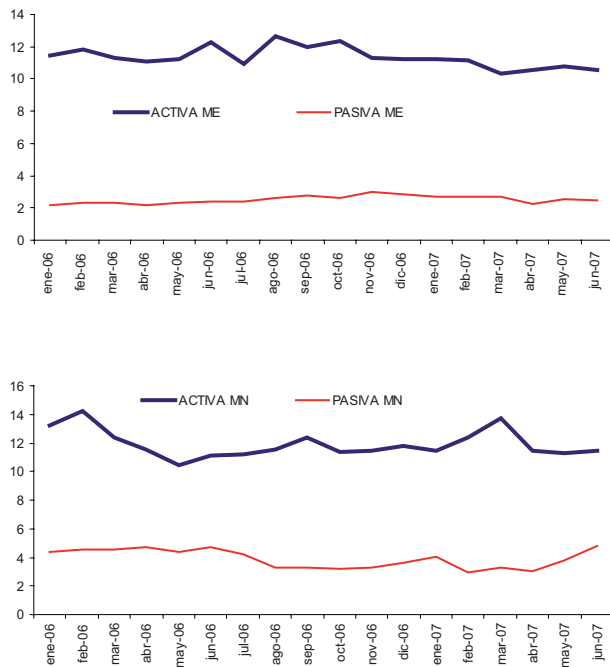 14
12
10
8
6
4
2
0
ACTIVA ME
PASIVA ME
ene-06
feb-06
mar-06
abr-06
may-06
jun-06
jul-06
ago-06
sep-06
oct-06
nov-06
dic-06
ene-07
feb-07
mar-07
abr-07
may-07
jun-07
16
14
12
10
8
6
4
2
0
ACTIVA MN
PASIVA MN
ene-06
feb-06
mar-06
abr-06
may-06
jun-06
jul-06
ago-06
sep-06
oct-06
nov-06
dic-06
ene-07
feb-07
mar-07
abr-07
may-07
jun-07